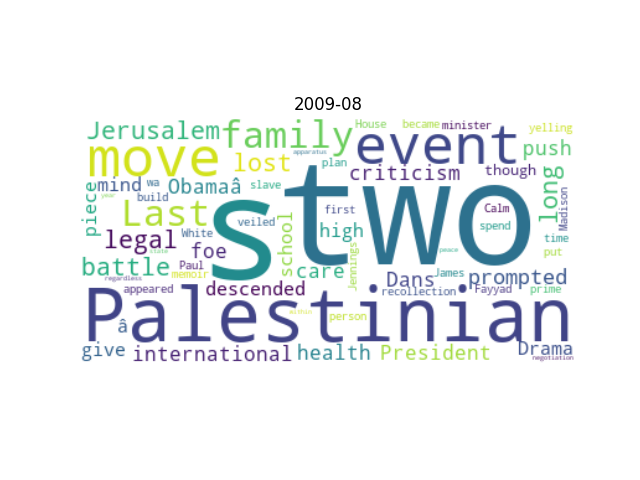 2009-08
Jerusalem family House became minister yelling
move lost event push
criticism though
apparatus plan
piece mind wa Obamaâ slave long
build s two Calm Madison
Last veiled first spend
legal White foe school high time
battle Paul care put
state year peace
memoir Jennings James
regardless appeared descended Dans prompted
recollection Fayyad prime
Palestinian
â within person
give international health President Drama
negotiation